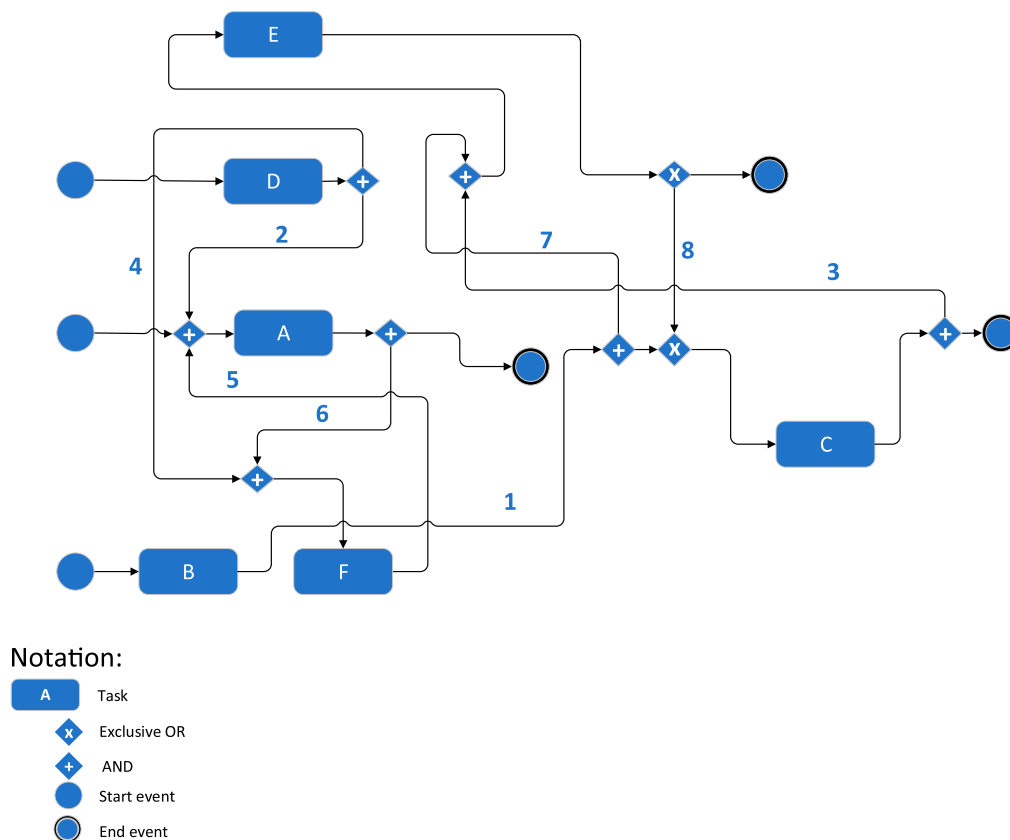 E
D
2
4
7
8
3
A
5
6
1
C
B
F
Notation:
A Task
x Exclusive OR
+ AND
Start event
End event